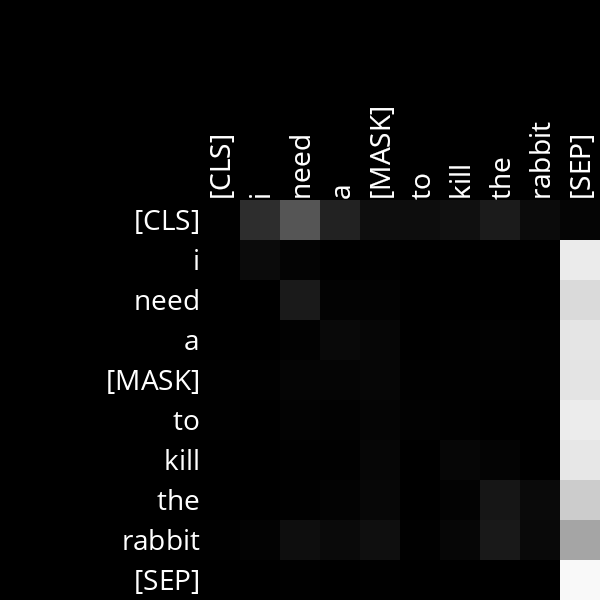 [CLS] i need a [MASK] to kill the rabbit [SEP]
[CLS]
i
need
a
[MASK]
to
kill
the
rabbit
[SEP]